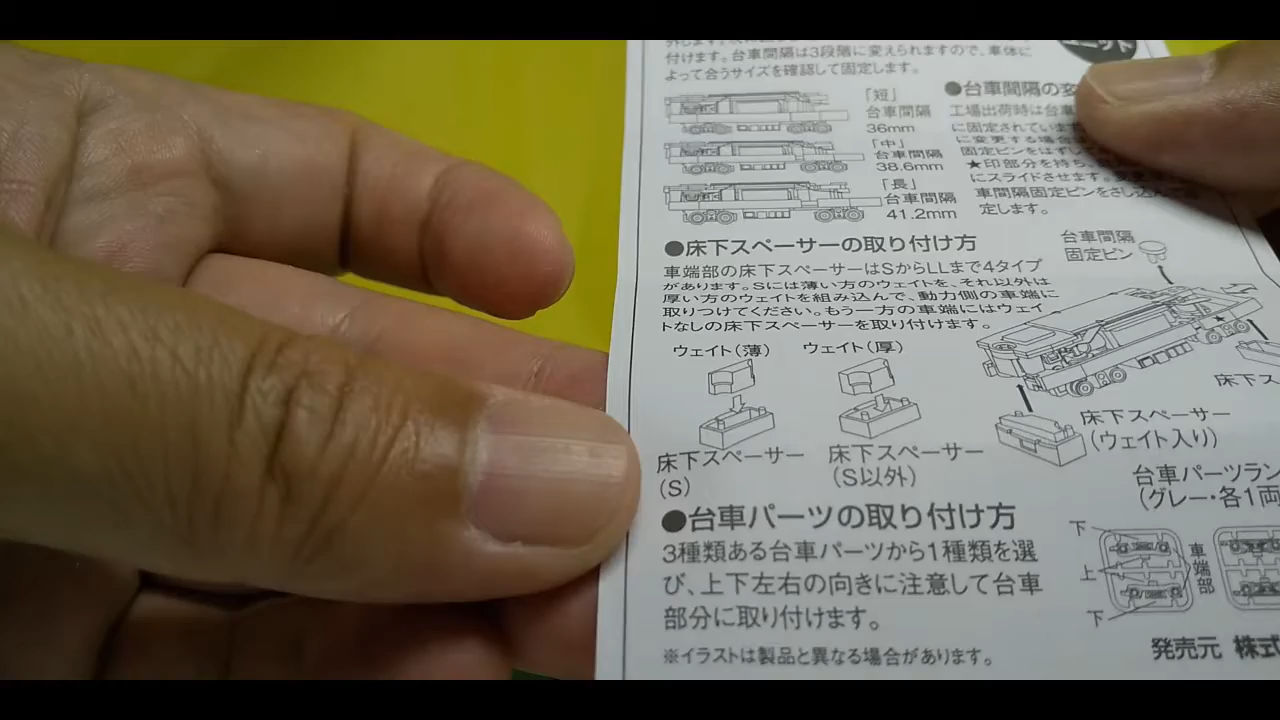 付けます。台車間隔は3段階に変えられますので、車体に
よって合うサイズを確認して固定します。
ユニット
「短」
台車間隔
36mm
「中」
台車間隔
38.6mm
「長」
台車間隔
41.2mm
●台車間隔の変
工場出荷時は台車
に固定されていま
に変更する場合
固定ピンをはず
★印部分を持ち
にスライドさせます。
車間隔固定ピンをさし込
定します。
●床下スペーサーの取り付け方
車端部の床下スペーサーはSからLLまで4タイプ
があります。Sには薄い方のウェイトを、それ以外は
厚い方のウェイトを組み込んで、動力側の車端に
取りつけてください。もう一方の車端にはウェイ
トなしの床下スペーサーを取り付けます。
台車間隔
固定ピン
ウェイト(薄)
ウェイト(厚)
★
床下ス
床下スペーサー
(S)
床下スペーサー
(S以外)
床下スペーサー
(ウェイト入り)
●台車パーツの取り付け方
3種類ある台車パーツから1種類を選
び、上下左右の向きに注意して台車
部分に取り付けます。
台車パーツラン
(グレー・各1両
下
上
下
車端部
※イラストは製品と異なる場合があります。
発売元 株式